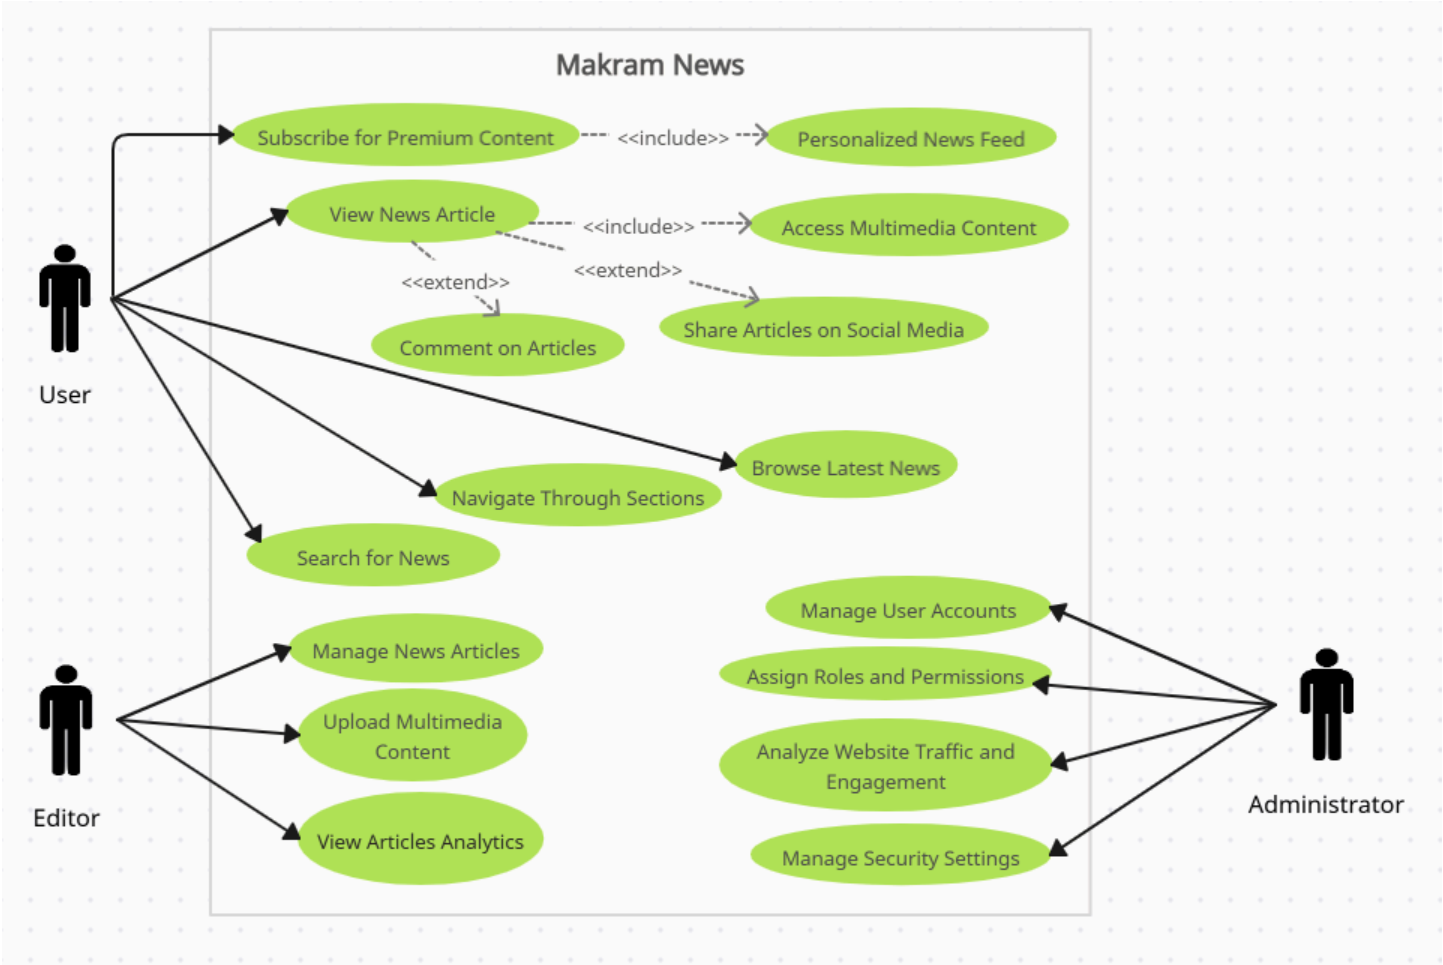 Makram News
Subscribe for Premium Content
<<include>>
Personalized News Feed
View News Article
<<include>>
Access Multimedia Content
<<extend>>
<<extend>>
Share Articles on Social Media
Comment on Articles
User
Browse Latest News
Navigate Through Sections
Search for News
Manage News Articles
Upload Multimedia
Content
View Articles Analytics
Editor
Manage User Accounts
Assign Roles and Permissions
Analyze Website Traffic and
Engagement
Manage Security Settings
Administrator